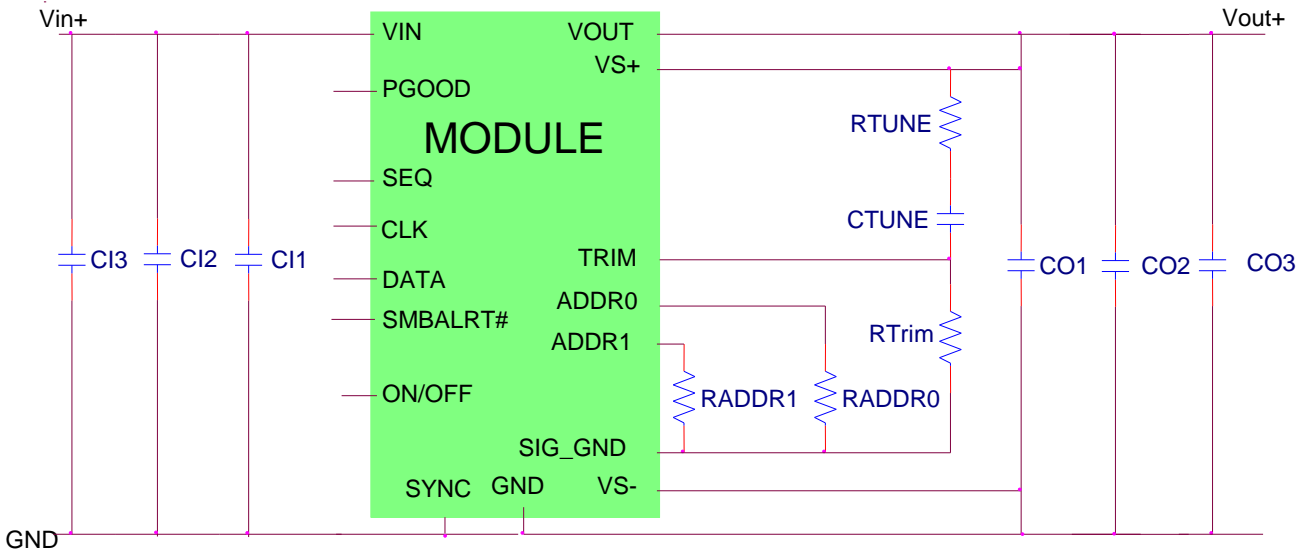 Vin+
Vout+
VIN
VOUT
VS+
PGOOD
RTUNE
MODULE
SEQ
CTUNE
CLK
TRIM
CI3
CI2
CI1
CO1
CO2
CO3
DATA
ADDR0
SMBALRT#
ADDR1
RTrim
ON/OFF
RADDR1
RADDR0
SIG_GND
SYNC
GND
VS-
GND